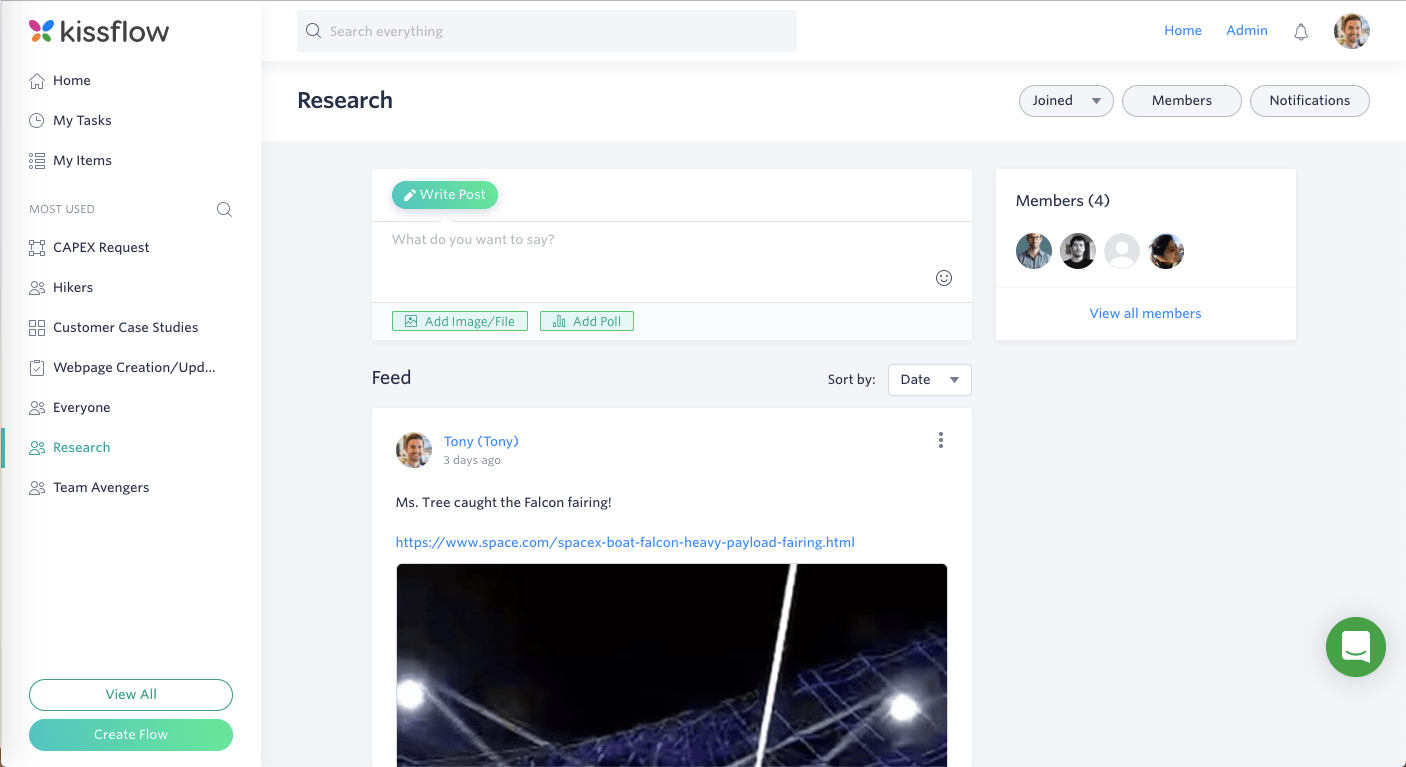 kissflow
Search everything
Home
Admin
Home
My Tasks
My Items
MOST USED
CAPEX Request
Hikers
Customer Case Studies
Webpage Creation/Upd...
Everyone
Research
Team Avengers
View All
Create Flow
Research
Joined
Members
Notifications
Write Post
What do you want to say?
Add Image/File
Add Poll
Members (4)
View all members
Feed
Sort by:
Date
Tony (Tony)
3 days ago
Ms. Tree caught the Falcon fairing!
https://www.space.com/spacex-boat-falcon-heavy-payload-fairing.html